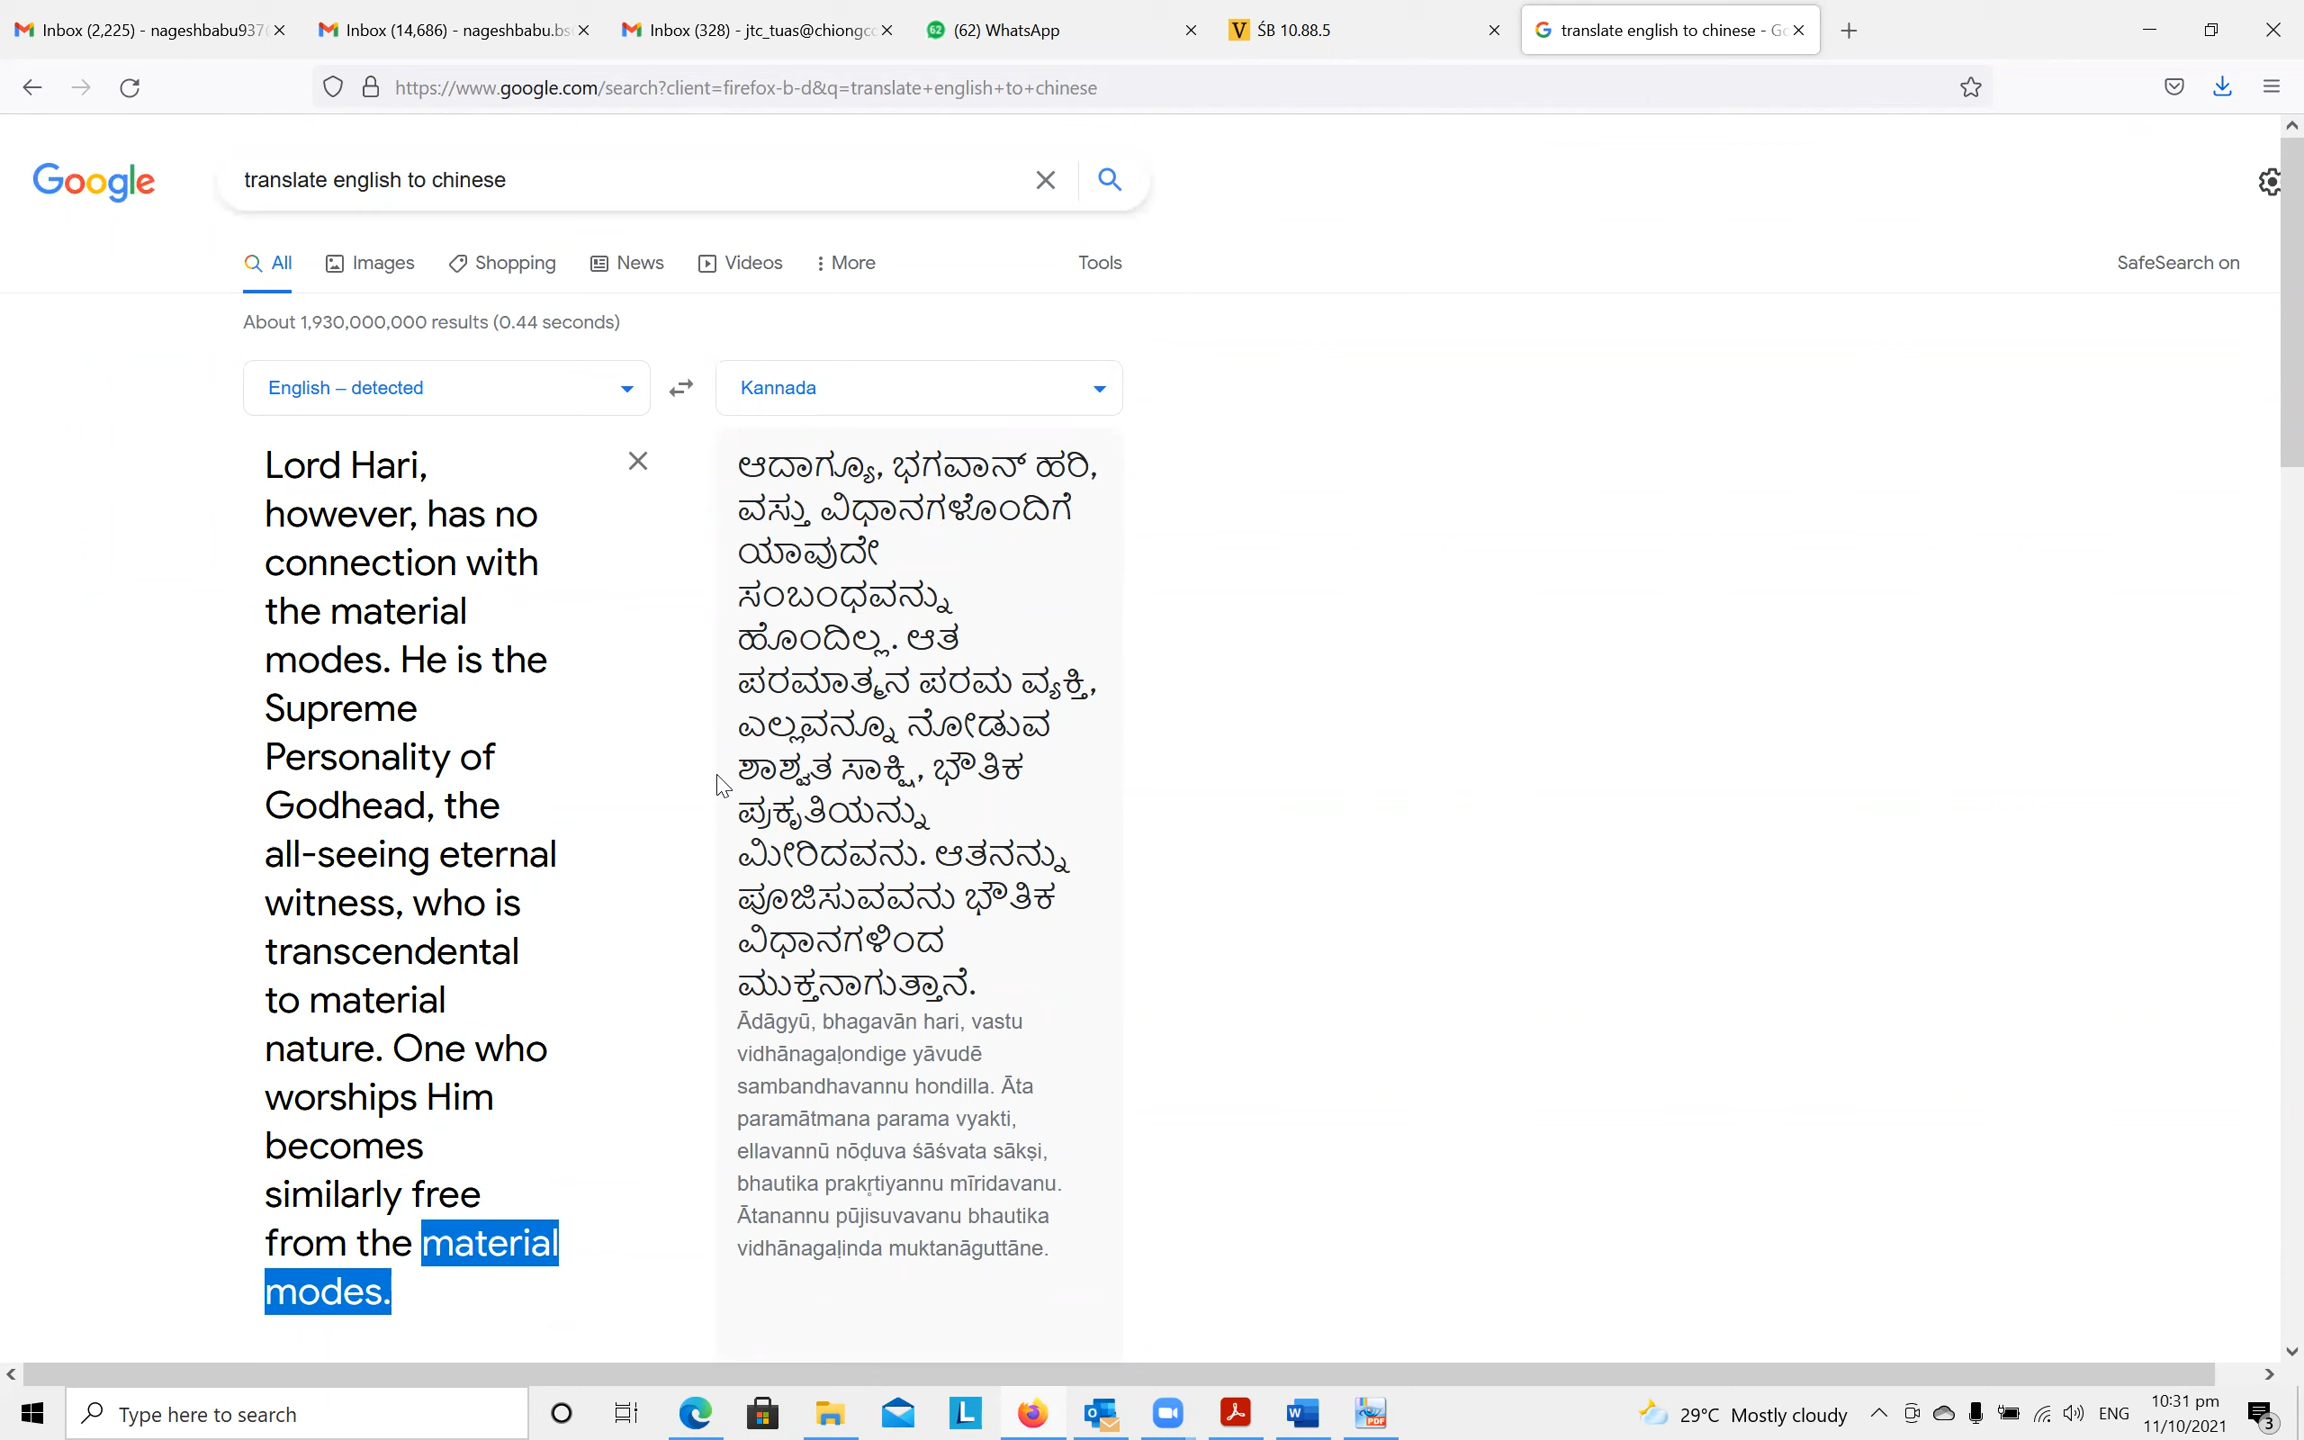 Inbox (2,225) - nageshbabu937
Inbox (14,686) - nageshbabu.bs
Inbox (328) - jtc_tuas@chiongcc
(62) WhatsApp
ŚB 10.88.5
translate english to chinese - Go
https://www.google.com/search?client=firefox-b-d&q=translate+english+to+chinese
Google
translate english to chinese
All
Images
Shopping
News
Videos
More
Tools
SafeSearch on
About 1,930,000,000 results (0.44 seconds)
English – detected
Kannada
Lord Hari,
however, has no
connection with
the material
modes. He is the
Supreme
Personality of
Godhead, the
all-seeing eternal
witness, who is
transcendental
to material
nature. One who
worships Him
becomes
similarly free
from the material
modes.
ಆದಾಗ್ಯೂ, ಭಗವಾನ್ ಹರಿ,
ವಸ್ತು ವಿಧಾನಗಳೊಂದಿಗೆ
ಯಾವುದೇ
ಸಂಬಂಧವನ್ನು
ಹೊಂದಿಲ್ಲ. ಆತ
ಪರಮಾತ್ಮನ ಪರಮ ವ್ಯಕ್ತಿ,
ಎಲ್ಲವನ್ನೂ ನೋಡುವ
ಶಾಶ್ವತ ಸಾಕ್ಷಿ, ಭೌತಿಕ
ಪ್ರಕೃತಿಯನ್ನು
ಮೀರಿದವನು. ಆತನನ್ನು
ಪೂಜಿಸುವವನು ಭೌತಿಕ
ವಿಧಾನಗಳಿಂದ
ಮುಕ್ತನಾಗುತ್ತಾನೆ.
Ādāgyū, bhagavān hari, vastu
vidhānagaḷondige yāvudē
sambandhavannu hondilla. Āta
paramātmana parama vyakti,
ellavannū nōḍuva śāśvata sākṣi,
bhautika prakr̥tiyannu mīridavanu.
Ātanannu pūjisuvavanu bhautika
vidhānagaḷinda muktanāguttāne.
Type here to search
29°C Mostly cloudy
ENG
10:31 pm
11/10/2021
3